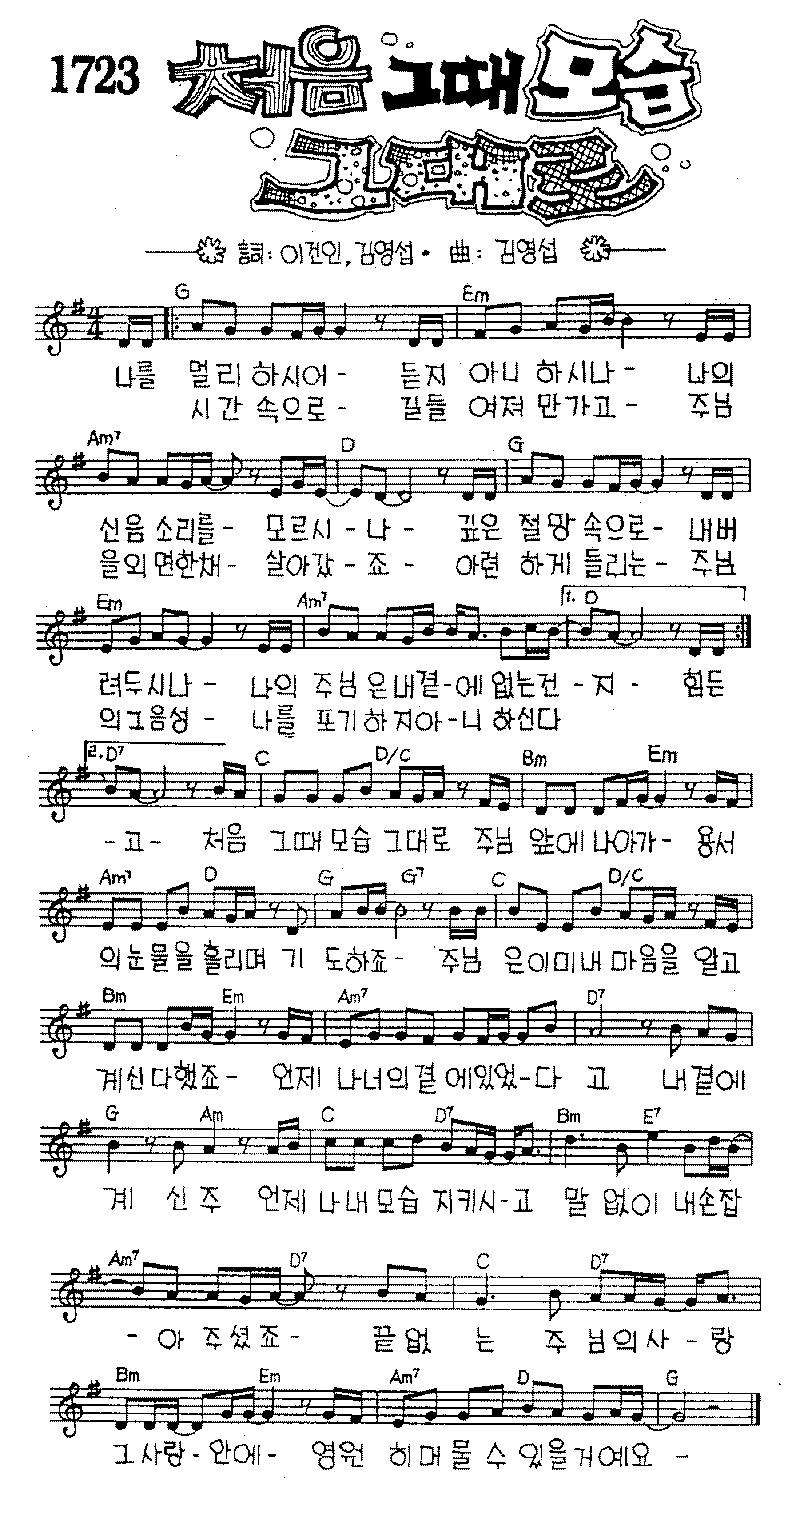 1723 처음 그때 모습
그대로
詞: 이전인, 김영섭 · 曲: 김영섭
G Em
나를 멀리 하시어 - 듣지 아니 하시나 - 나의
시간 속으로 - 길들 여져 만가고 - 주님
Am7 D G
신음 소리를 - 모르시 - 나 - 깊은 절망 속으로 - 내버
을외 면한채 - 살아갔 - 죠 - 아련 하게 들리는 - 주님
Em Am7 1. D
려두시나 - 나의 주님 은내곁 - 에 없는건 - 지 - 힘든
의그음성 - 나를 포기하지아 - 니 하신다
2. D7 C D/C Bm Em
- 고 - 처음 그때 모습 그대로 주님 앞에 나아가 - 용서
Am7 D G G7 C D/C
의눈물을 흘리며 기 도하죠 - 주님 은이미내 마음을 알고
Bm Em Am7 D7
계신다했죠 - 언제 나너의곁 에있었 - 다 고 내곁에
G Am C D7 Bm E7
계 신 주 언제 나내 모습 지키시 - 고 말 없이 내손잡
Am7 D7 C D7
- 아 주셨죠 - 끝없 는 주 님의사 - 랑
Bm Em Am7 D G
그 사랑 - 안에 - 영원 히 머 물 수 있을거예요 -